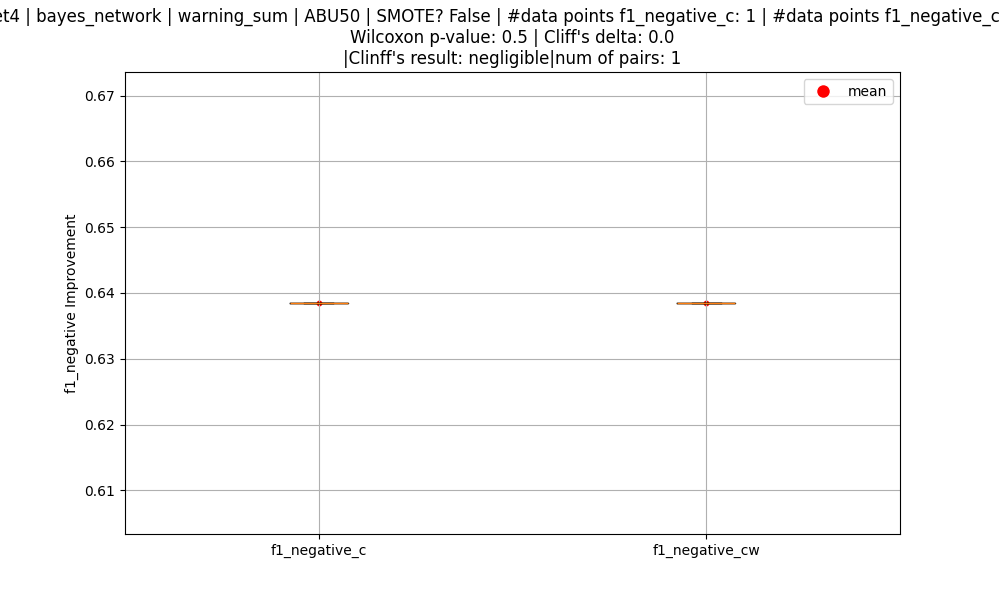 et4 | bayes_network | warning_sum | ABU50 | SMOTE? False | #data points f1_negative_c: 1 | #data points f1_negative_c
Wilcoxon p-value: 0.5 | Cliff's delta: 0.0
|Clinff's result: negligible|num of pairs: 1
mean
0.67
0.66
0.65
0.64
0.63
0.62
0.61
f1_negative Improvement
f1_negative_c
f1_negative_cw